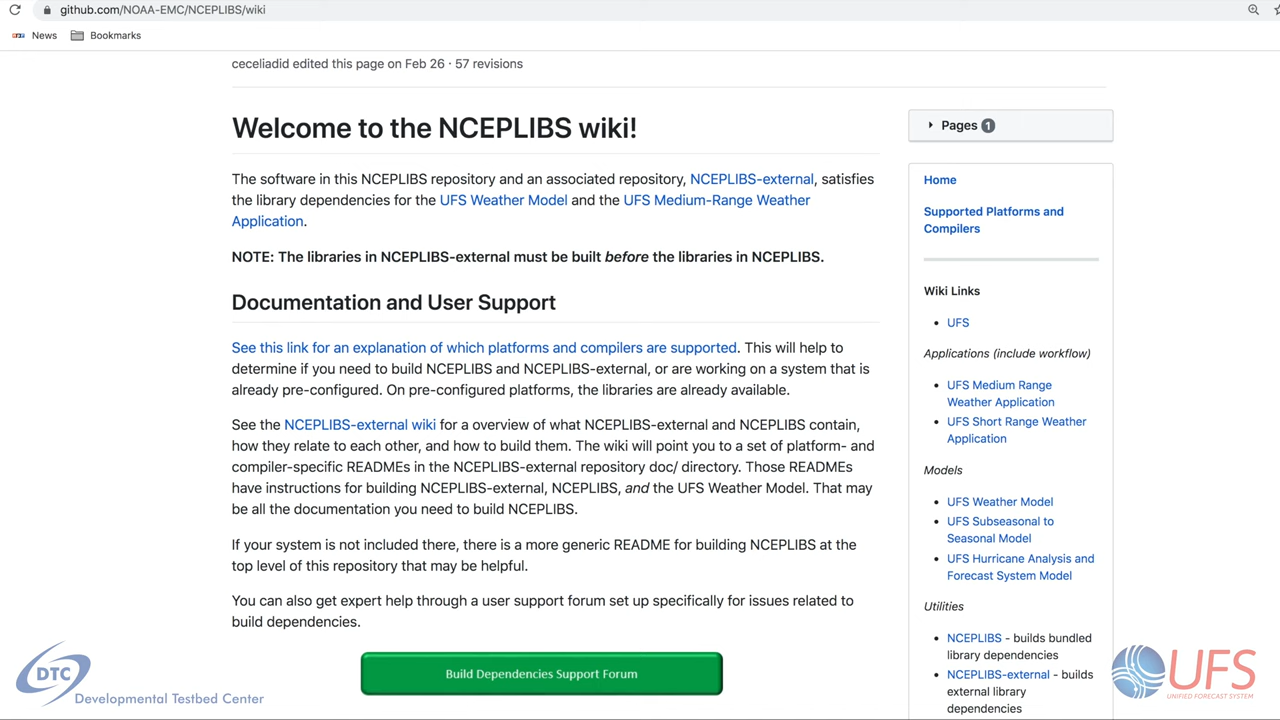 github.com/NOAA-EMC/NCEPLIBS/wiki
News
Bookmarks
ceceliadid edited this page on Feb 26 · 57 revisions
Welcome to the NCEPLIBS wiki!
The software in this NCEPLIBS repository and an associated repository, NCEPLIBS-external, satisfies
the library dependencies for the UFS Weather Model and the UFS Medium-Range Weather
Application.
NOTE: The libraries in NCEPLIBS-external must be built before the libraries in NCEPLIBS.
Documentation and User Support
See this link for an explanation of which platforms and compilers are supported. This will help to
determine if you need to build NCEPLIBS and NCEPLIBS-external, or are working on a system that is
already pre-configured. On pre-configured platforms, the libraries are already available.
See the NCEPLIBS-external wiki for a overview of what NCEPLIBS-external and NCEPLIBS contain,
how they relate to each other, and how to build them. The wiki will point you to a set of platform- and
compiler-specific READMEs in the NCEPLIBS-external repository doc/ directory. Those READMEs
have instructions for building NCEPLIBS-external, NCEPLIBS, and the UFS Weather Model. That may
be all the documentation you need to build NCEPLIBS.
If your system is not included there, there is a more generic README for building NCEPLIBS at the
top level of this repository that may be helpful.
You can also get expert help through a user support forum set up specifically for issues related to
build dependencies.
Build Dependencies Support Forum
Pages 1
Home
Supported Platforms and
Compilers
Wiki Links
UFS
Applications (include workflow)
UFS Medium Range
Weather Application
UFS Short Range Weather
Application
Models
UFS Weather Model
UFS Subseasonal to
Seasonal Model
UFS Hurricane Analysis and
Forecast System Model
Utilities
NCEPLIBS - builds bundled
library dependencies
NCEPLIBS-external - builds
external library
dependencies
DTC
Developmental Testbed Center
UFS
UNIFIED FORECAST SYSTEM